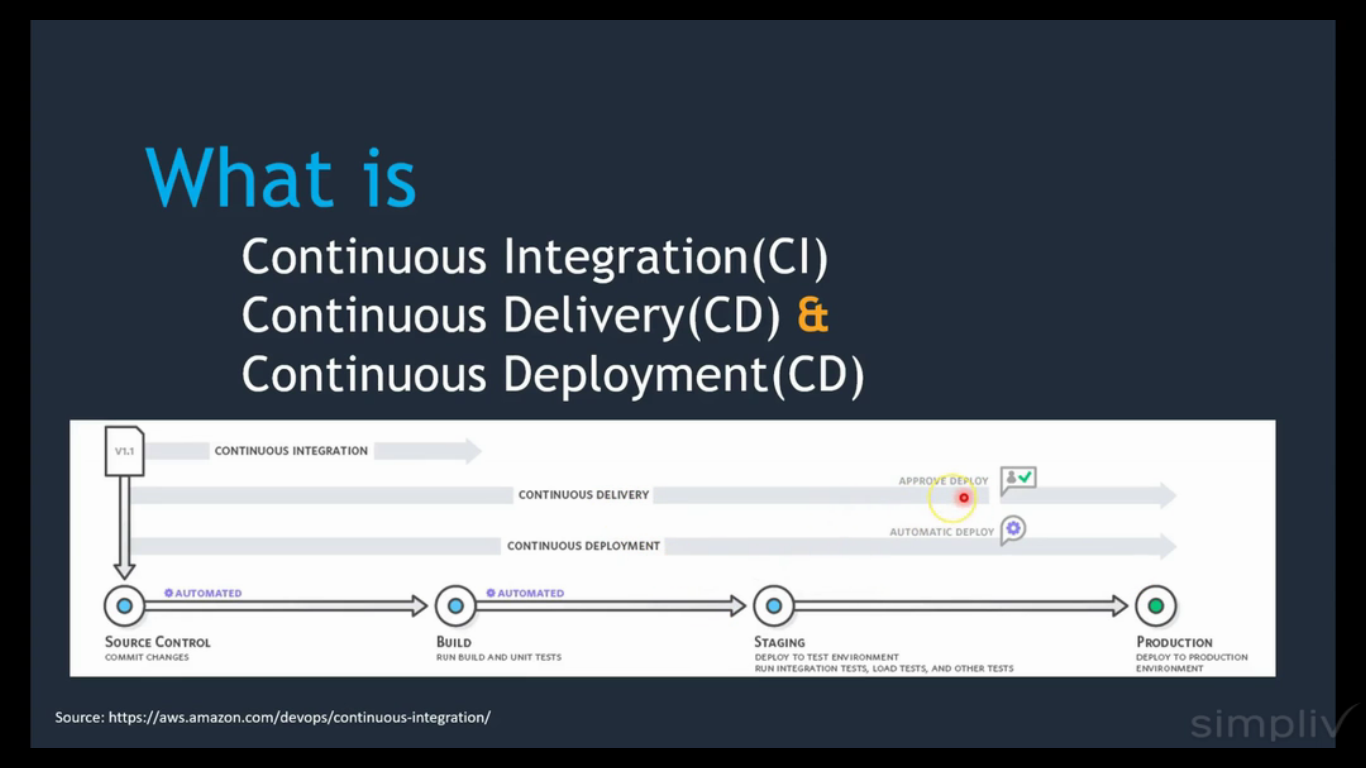 What is
Continuous Integration(CI)
Continuous Delivery(CD) &
Continuous Deployment(CD)
V1.1
CONTINUOUS INTEGRATION
APPROVE DEPLOY
CONTINUOUS DELIVERY
AUTOMATIC DEPLOY
CONTINUOUS DEPLOYMENT
AUTOMATED
AUTOMATED
SOURCE CONTROL
COMMIT CHANGES
BUILD
RUN BUILD AND UNIT TESTS
STAGING
DEPLOY TO TEST ENVIRONMENT
RUN INTEGRATION TESTS, LOAD TESTS, AND OTHER TESTS
PRODUCTION
DEPLOY TO PRODUCTION
ENVIRONMENT
Source: https://aws.amazon.com/devops/continuous-integration/
simpliv